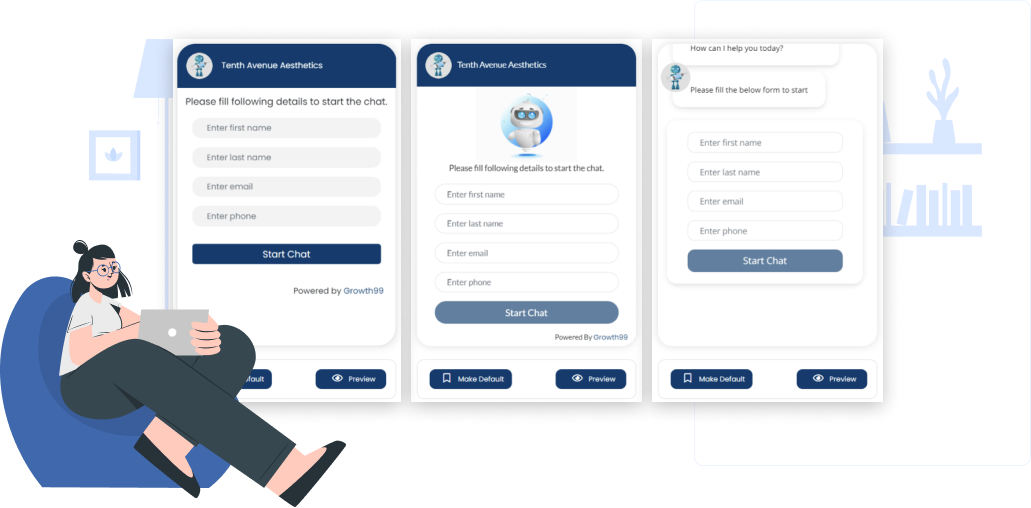 Tenth Avenue Aesthetics
Please fill following details to start the chat.
Enter first name
Enter last name
Enter email
Enter phone
Start Chat
Powered by Growth99
Preview
Tenth Avenue Aesthetics
Please fill following details to start the chat.
Enter first name
Enter last name
Enter email
Enter phone
Start Chat
Powered By Growth99
Make Default
Preview
How can I help you today?
Please fill the below form to start
Enter first name
Enter last name
Enter email
Enter phone
Start Chat
Make Default
Preview